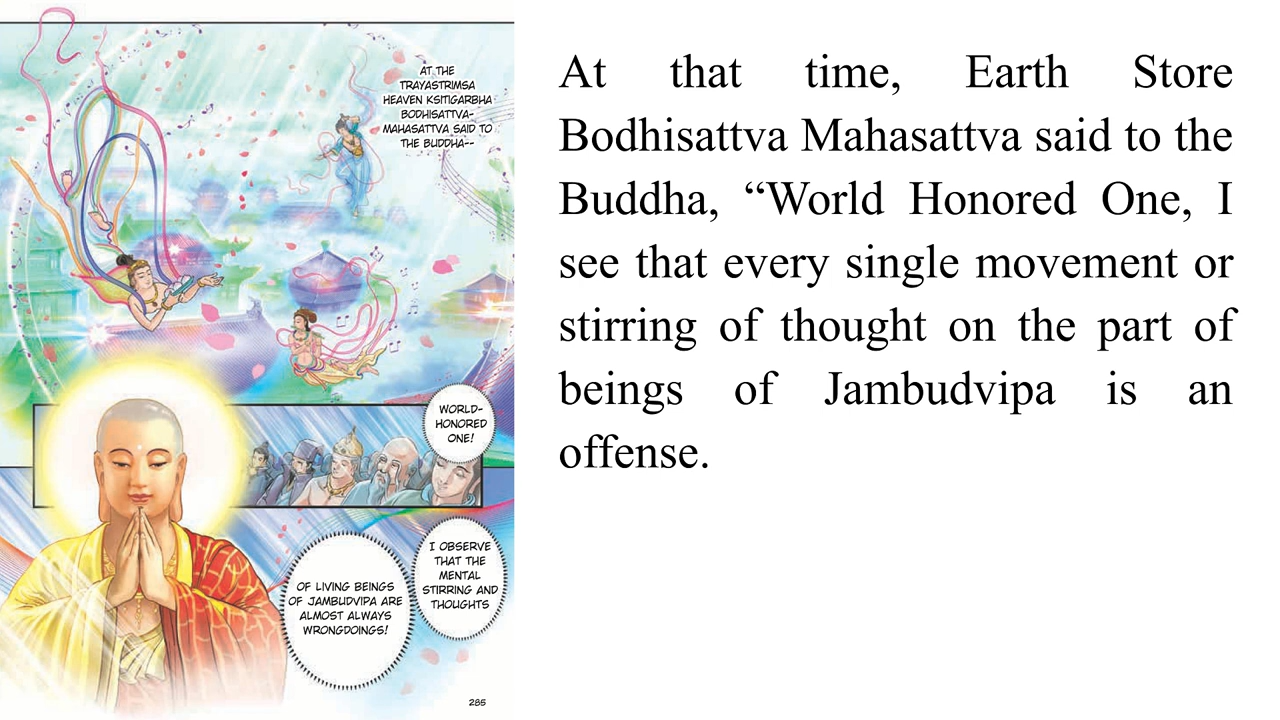 AT THE
TRAYASTRIMSA
HEAVEN KSITIGARBHA
BODHISATTVA-
MAHASATTVA SAID TO
THE BUDDHA--
WORLD-
HONORED
ONE!
I OBSERVE
THAT THE
MENTAL
STIRRING AND
THOUGHTS
OF LIVING BEINGS
OF JAMBUDVIPA ARE
ALMOST ALWAYS
WRONGDOINGS!
285
At that time, Earth Store
Bodhisattva Mahasattva said to the
Buddha, “World Honored One, I
see that every single movement or
stirring of thought on the part of
beings of Jambudvipa is an
offense.